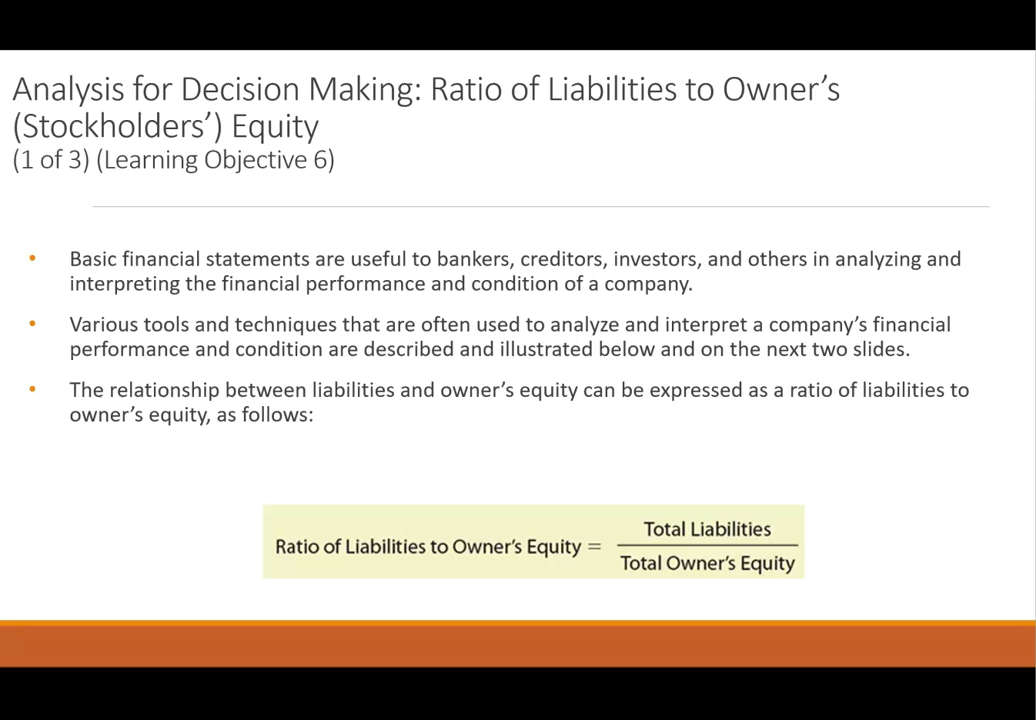 Analysis for Decision Making: Ratio of Liabilities to Owner’s
(Stockholders’) Equity
(1 of 3) (Learning Objective 6)
• Basic financial statements are useful to bankers, creditors, investors, and others in analyzing and
interpreting the financial performance and condition of a company.
• Various tools and techniques that are often used to analyze and interpret a company’s financial
performance and condition are described and illustrated below and on the next two slides.
• The relationship between liabilities and owner’s equity can be expressed as a ratio of liabilities to
owner’s equity, as follows:
Total Liabilities
Ratio of Liabilities to Owner’s Equity =
Total Owner’s Equity